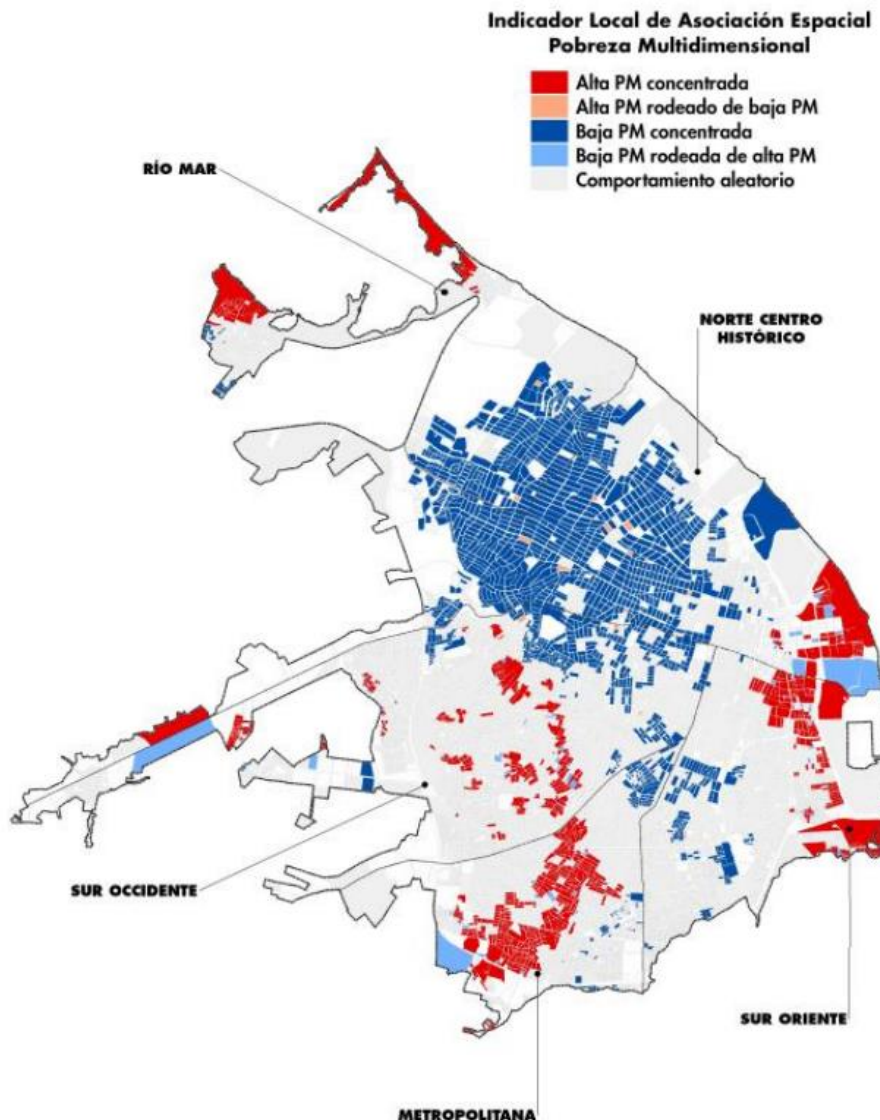 Indicador Local de Asociación Espacial
Pobreza Multidimensional
Alta PM concentrada
Alta PM rodeado de baja PM
Baja PM concentrada
Baja PM rodeada de alta PM
Comportamiento aleatorio
RÍO MAR
NORTE CENTRO
HISTÓRICO
SUR OCCIDENTE
SUR ORIENTE
METROPOLITANA